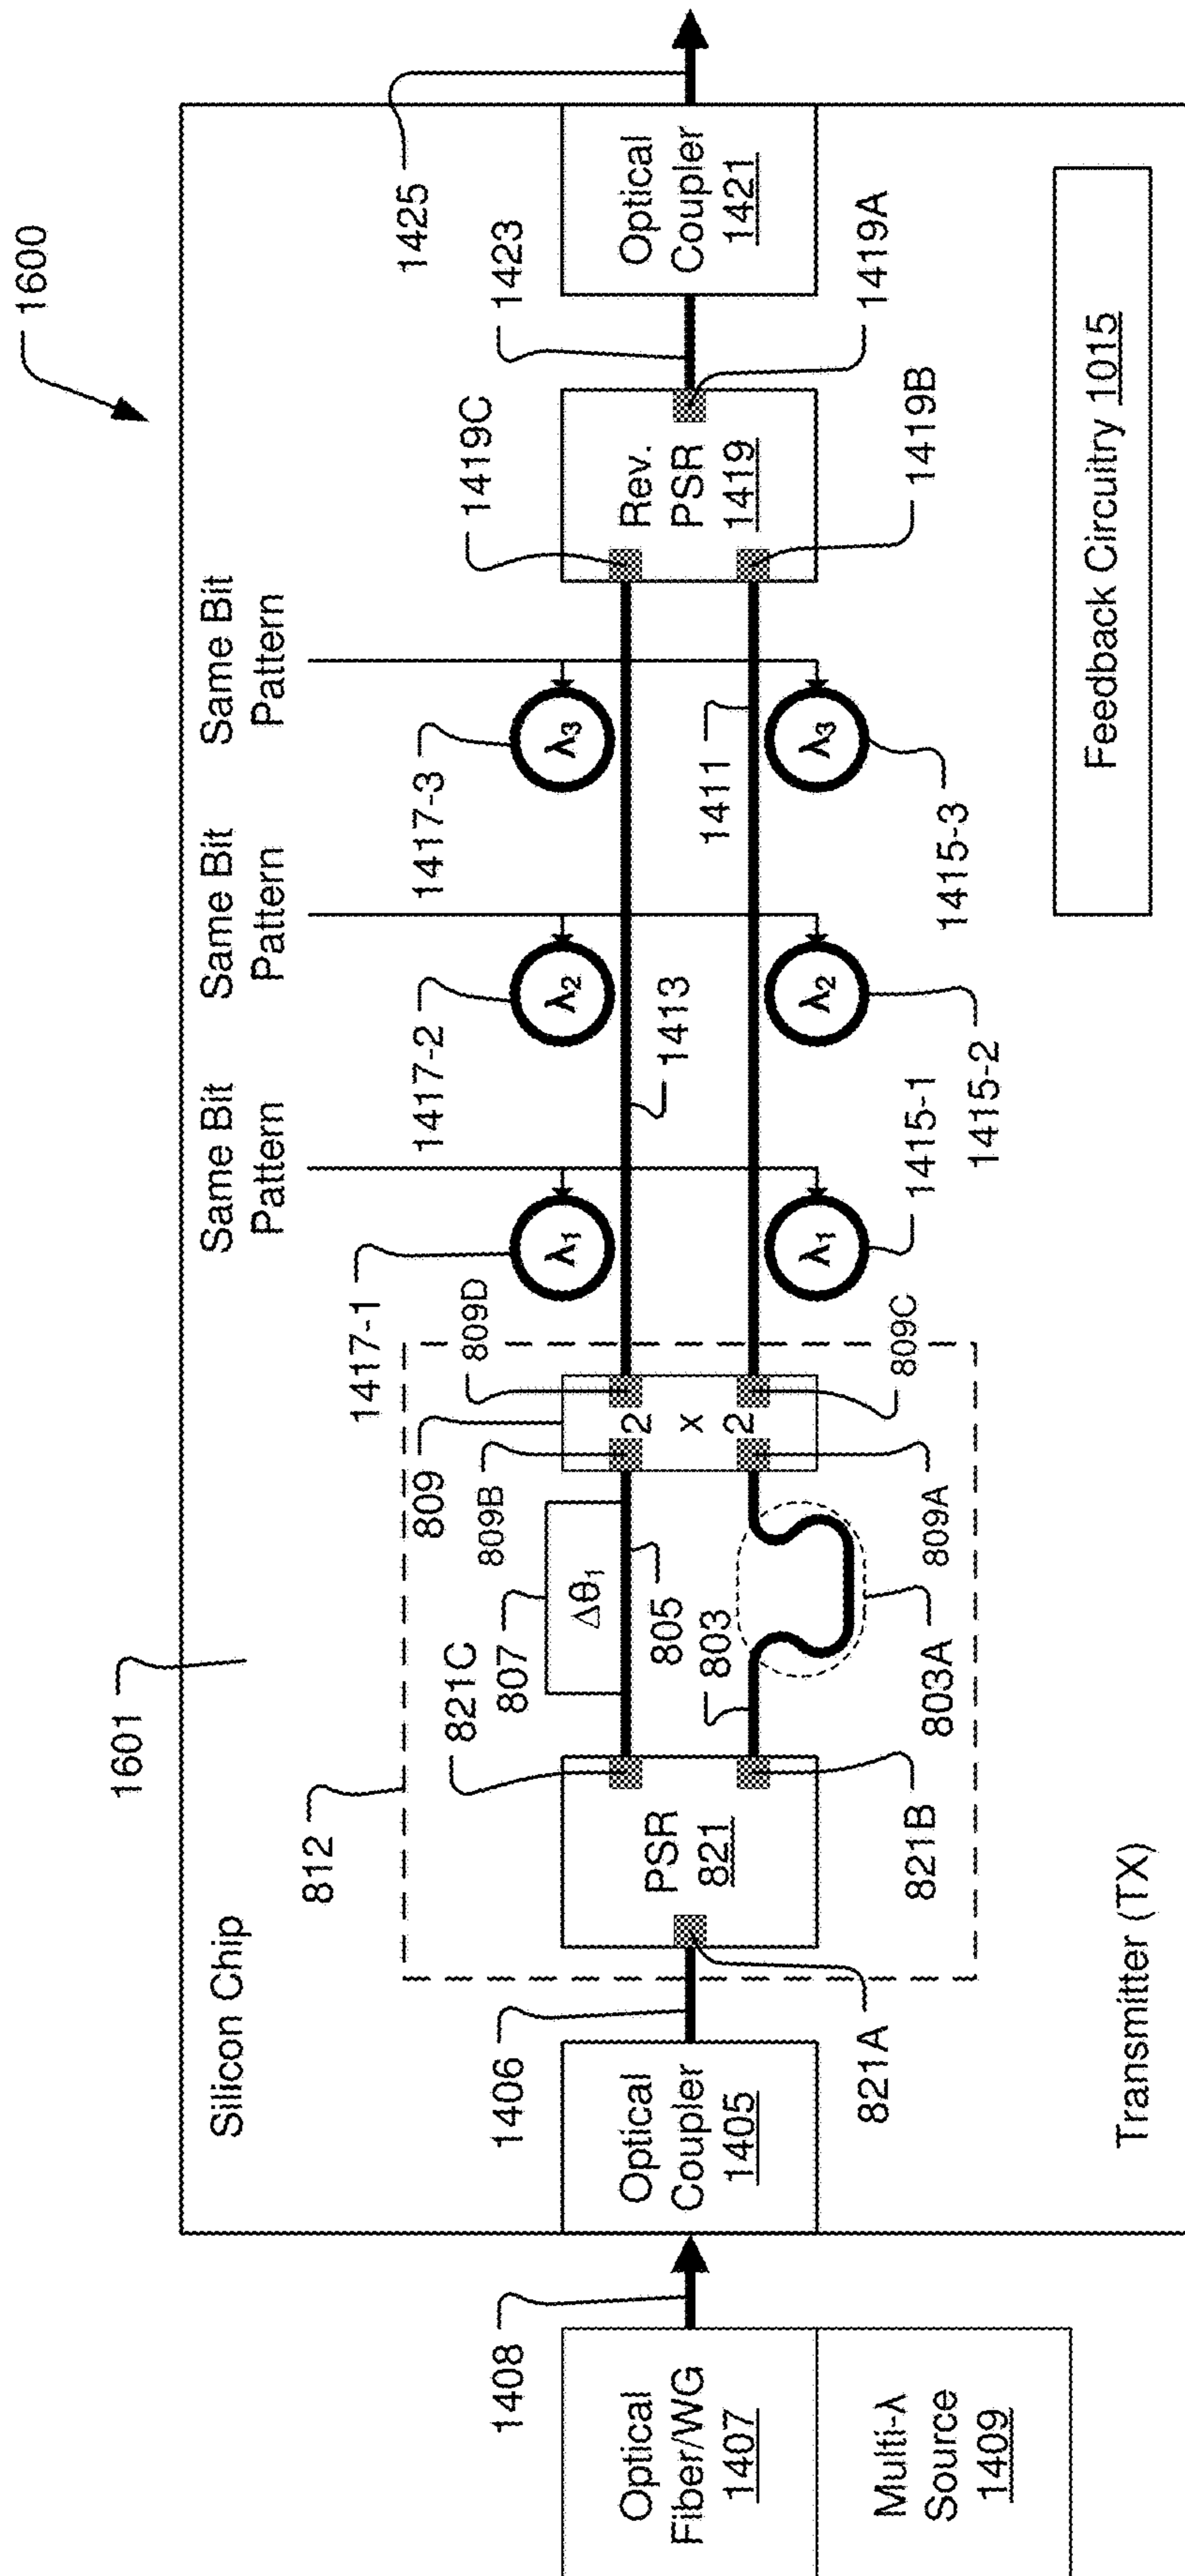 1600
1601
Silicon Chip
812
Same Bit
Pattern
Same Bit
Pattern
Same Bit
Pattern
1408
1406
821C
807
809
809B
1417-1
809D
1417-2
1417-3
1419C
1423
1425
Optical
Fiber/WG
1407
Multi-λ
Source
1409
Optical
Coupler
1405
PSR
821
Δθ₁
805
803
2
x
2
λ₁
λ₂
λ₃
1413
1411
λ₁
λ₂
λ₃
Rev.
PSR
1419
Optical
Coupler
1421
821A
821B
803A
809A
809C
1415-1
1415-2
1415-3
1419B
1419A
Transmitter (TX)
Feedback Circuitry 1015